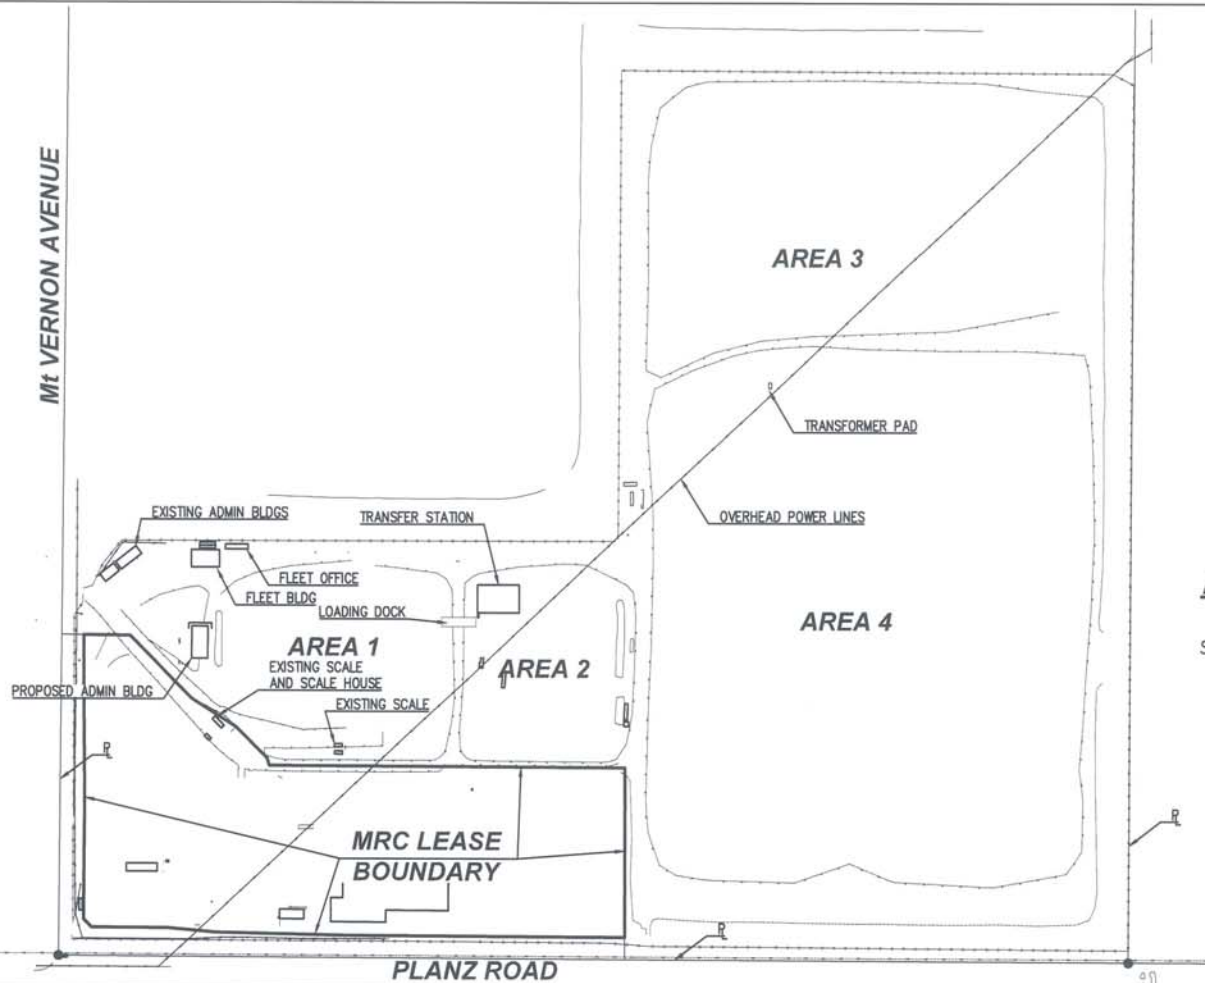 Mt VERNON AVENUE
AREA 3
TRANSFORMER PAD
OVERHEAD POWER LINES
EXISTING ADMIN BLDGS
TRANSFER STATION
FLEET OFFICE
FLEET BLDG
LOADING DOCK
AREA 1
AREA 2
AREA 4
EXISTING SCALE
AND SCALE HOUSE
PROPOSED ADMIN BLDG
EXISTING SCALE
MRC LEASE
BOUNDARY
PLANZ ROAD